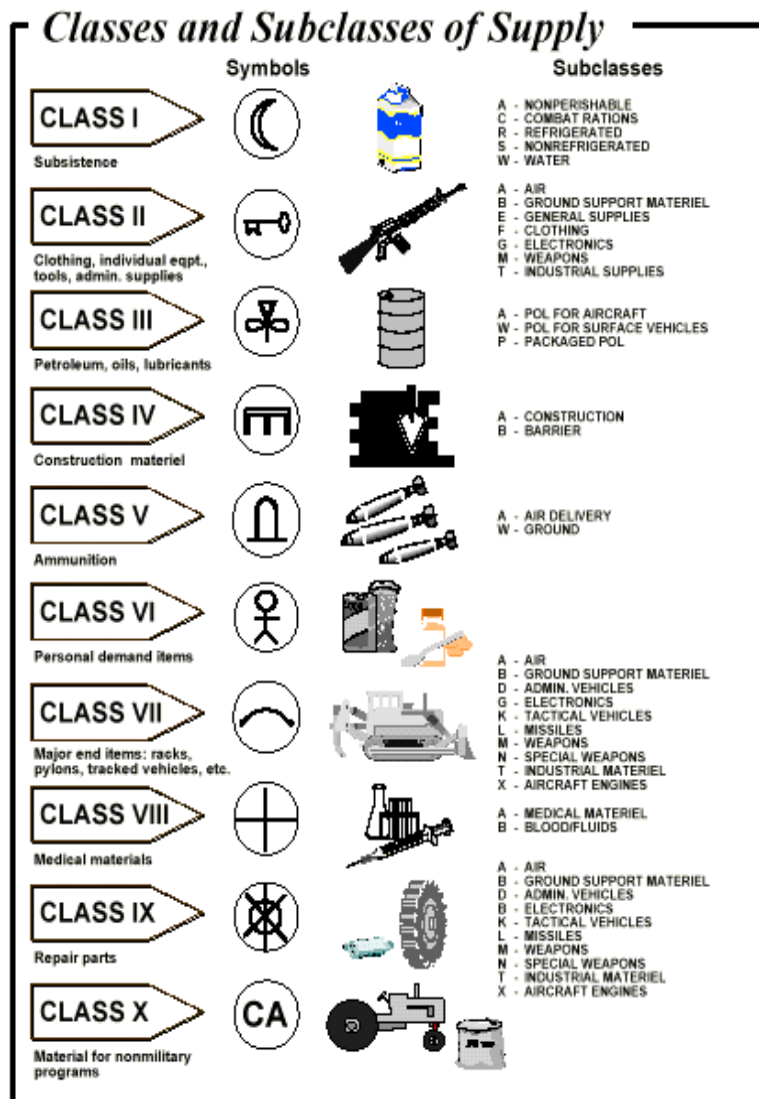 Classes and Subclasses of Supply
Symbols
Subclasses
CLASS I
Subsistence
A - NONPERISHABLE
C - COMBAT RATIONS
R - REFRIGERATED
S - NONREFRIGERATED
W - WATER
CLASS II
Clothing, individual eqpt.,
tools, admin. supplies
A - AIR
B - GROUND SUPPORT MATERIEL
E - GENERAL SUPPLIES
F - CLOTHING
G - ELECTRONICS
M - WEAPONS
T - INDUSTRIAL SUPPLIES
CLASS III
Petroleum, oils, lubricants
A - POL FOR AIRCRAFT
W - POL FOR SURFACE VEHICLES
P - PACKAGED POL
CLASS IV
Construction materiel
A - CONSTRUCTION
B - BARRIER
CLASS V
Ammunition
A - AIR DELIVERY
W - GROUND
CLASS VI
Personal demand items
CLASS VII
Major end items: racks,
pylons, tracked vehicles, etc.
A - AIR
B - GROUND SUPPORT MATERIEL
D - ADMIN. VEHICLES
G - ELECTRONICS
K - TACTICAL VEHICLES
L - MISSILES
M - WEAPONS
N - SPECIAL WEAPONS
T - INDUSTRIAL MATERIEL
X - AIRCRAFT ENGINES
CLASS VIII
Medical materials
A - MEDICAL MATERIEL
B - BLOOD/FLUIDS
CLASS IX
Repair parts
A - AIR
B - GROUND SUPPORT MATERIEL
D - ADMIN. VEHICLES
B - ELECTRONICS
K - TACTICAL VEHICLES
L - MISSILES
M - WEAPONS
N - SPECIAL WEAPONS
T - INDUSTRIAL MATERIEL
X - AIRCRAFT ENGINES
CLASS X
CA
Material for nonmilitary
programs